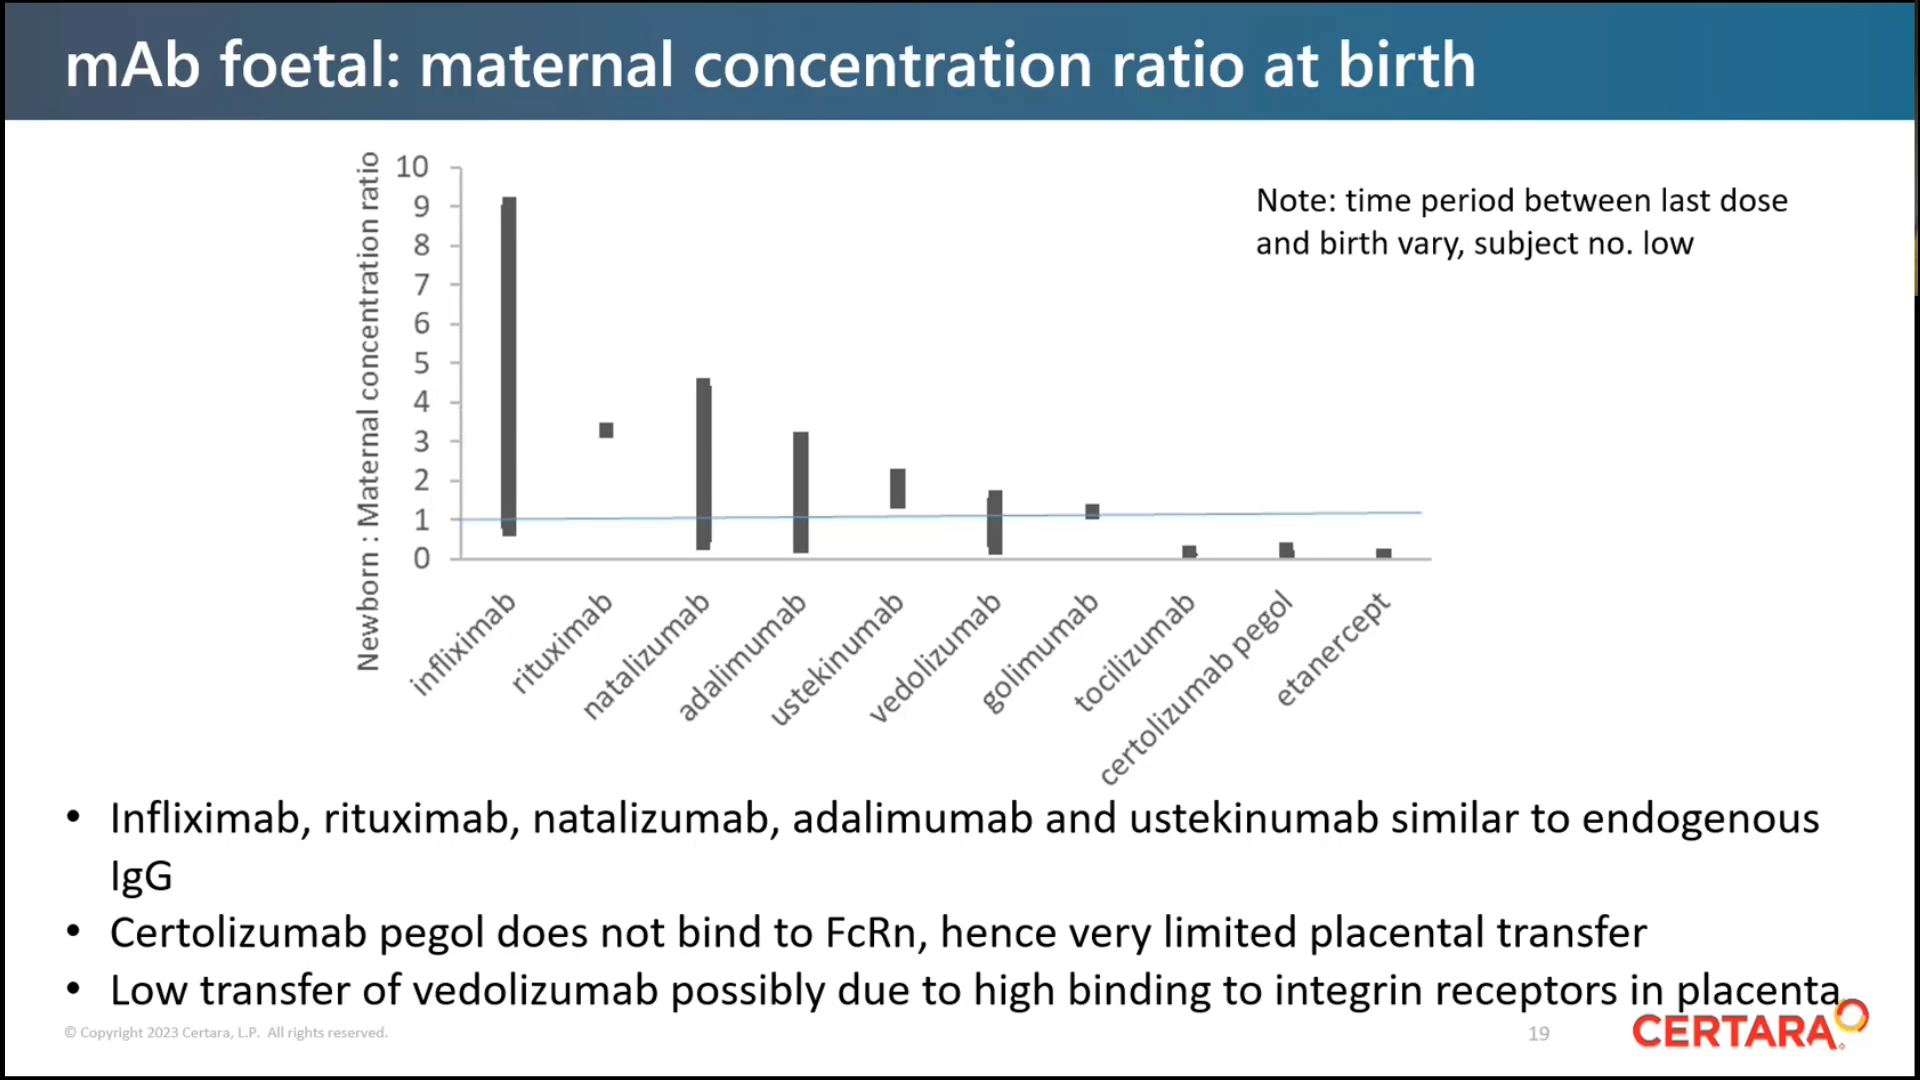 mAb foetal: maternal concentration ratio at birth
Newborn : Maternal concentration ratio
10
9
8
7
6
5
4
3
2
1
0
Note: time period between last dose
and birth vary, subject no. low
infliximab
rituximab
natalizumab
adalimumab
ustekinumab
vedolizumab
golimumab
tocilizumab
certolizumab pegol
etanercept
• Infliximab, rituximab, natalizumab, adalimumab and ustekinumab similar to endogenous
IgG
• Certolizumab pegol does not bind to FcRn, hence very limited placental transfer
• Low transfer of vedolizumab possibly due to high binding to integrin receptors in placenta
© Copyright 2023 Certara, L.P. All rights reserved.
19
CERTARA